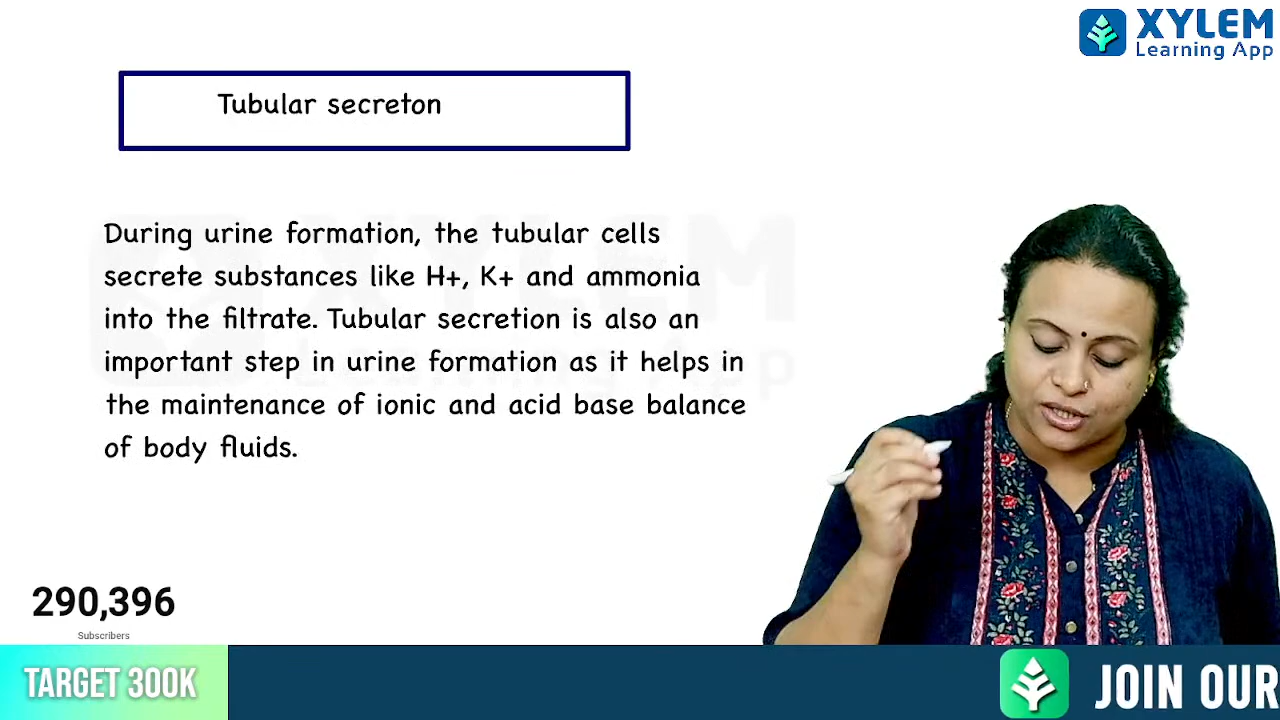 XYLEM
Learning App
Tubular secreton
During urine formation, the tubular cells
secrete substances like H+, K+ and ammonia
into the filtrate. Tubular secretion is also an
important step in urine formation as it helps in
the maintenance of ionic and acid base balance
of body fluids.
290,396
Subscribers
TARGET 300K
JOIN OUR